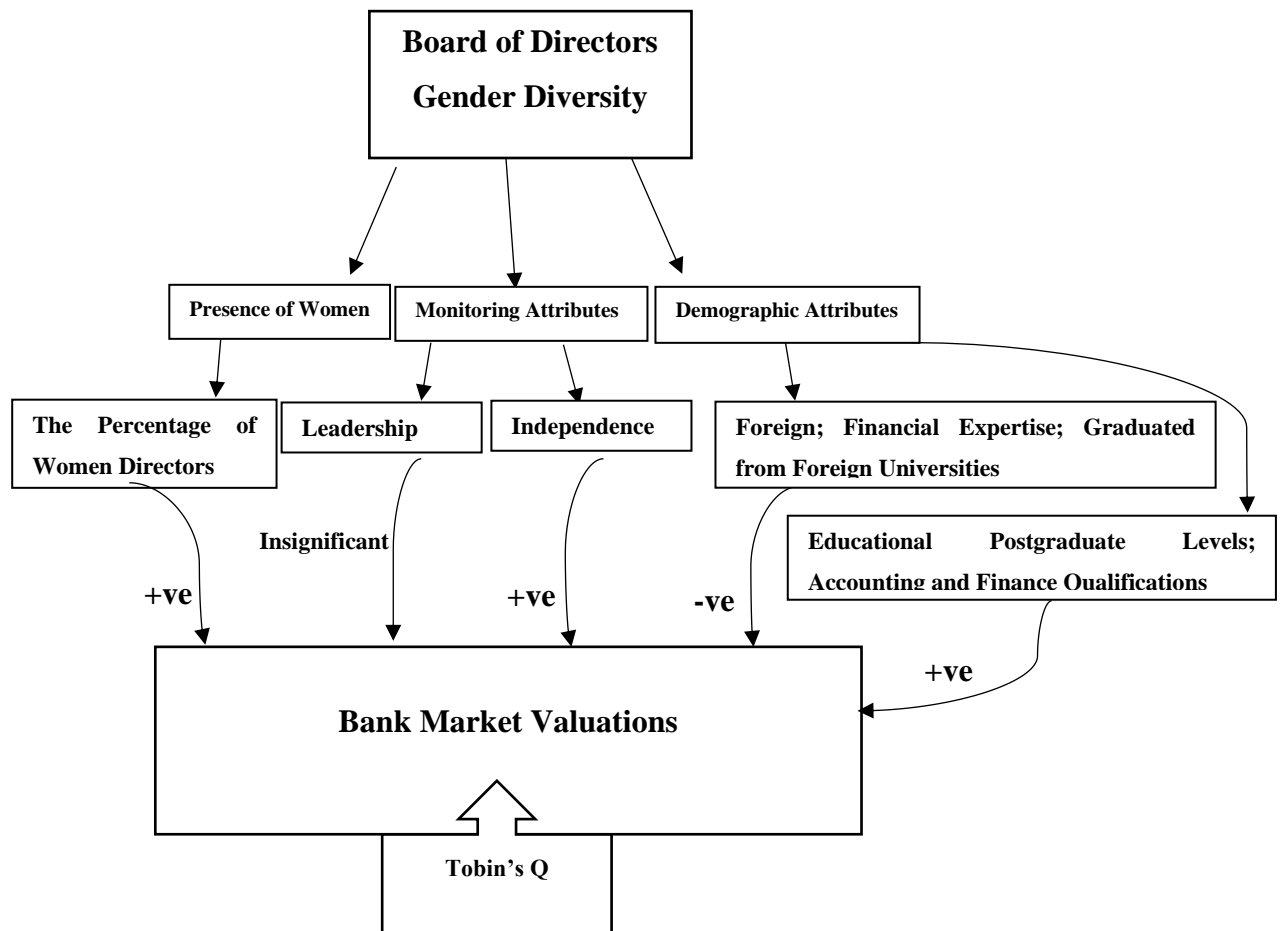 Board of Directors
Gender Diversity
Presence of Women
Monitoring Attributes
Demographic Attributes
The Percentage of
Women Directors
Leadership
Independence
Foreign; Financial Expertise; Graduated
from Foreign Universities
Insignificant
Educational Postgraduate Levels;
Accounting and Finance Qualifications
+ve
+ve
-ve
+ve
Bank Market Valuations
Tobin’s Q